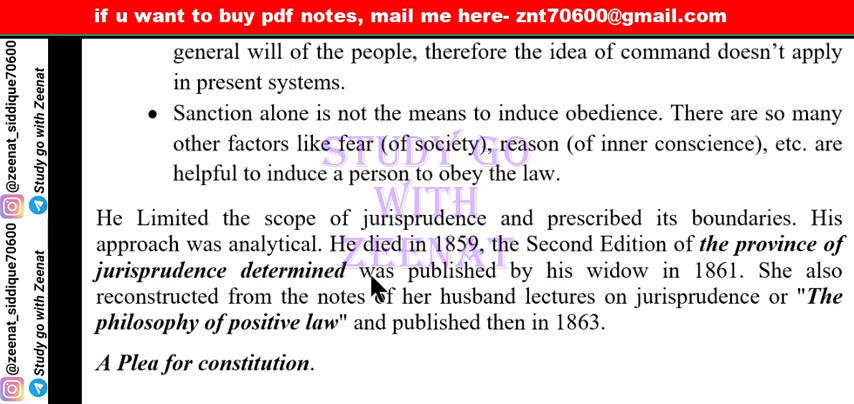 if u want to buy pdf notes, mail me here- znt70600@gmail.com
general will of the people, therefore the idea of command doesn't apply
in present systems.
• Sanction alone is not the means to induce obedience. There are so many
other factors like fear (of society), reason (of inner conscience), etc. are
helpful to induce a person to obey the law.
He Limited the scope of jurisprudence and prescribed its boundaries. His
approach was analytical. He died in 1859, the Second Edition of the province of
jurisprudence determined was published by his widow in 1861. She also
reconstructed from the notes of her husband lectures on jurisprudence or "The
philosophy of positive law" and published then in 1863.
A Plea for constitution.
STUDY GO
WITH
ZEENAT
@zeenat_siddique70600
Study go with Zeenat
@zeenat_siddique70600
Study go with Zeenat